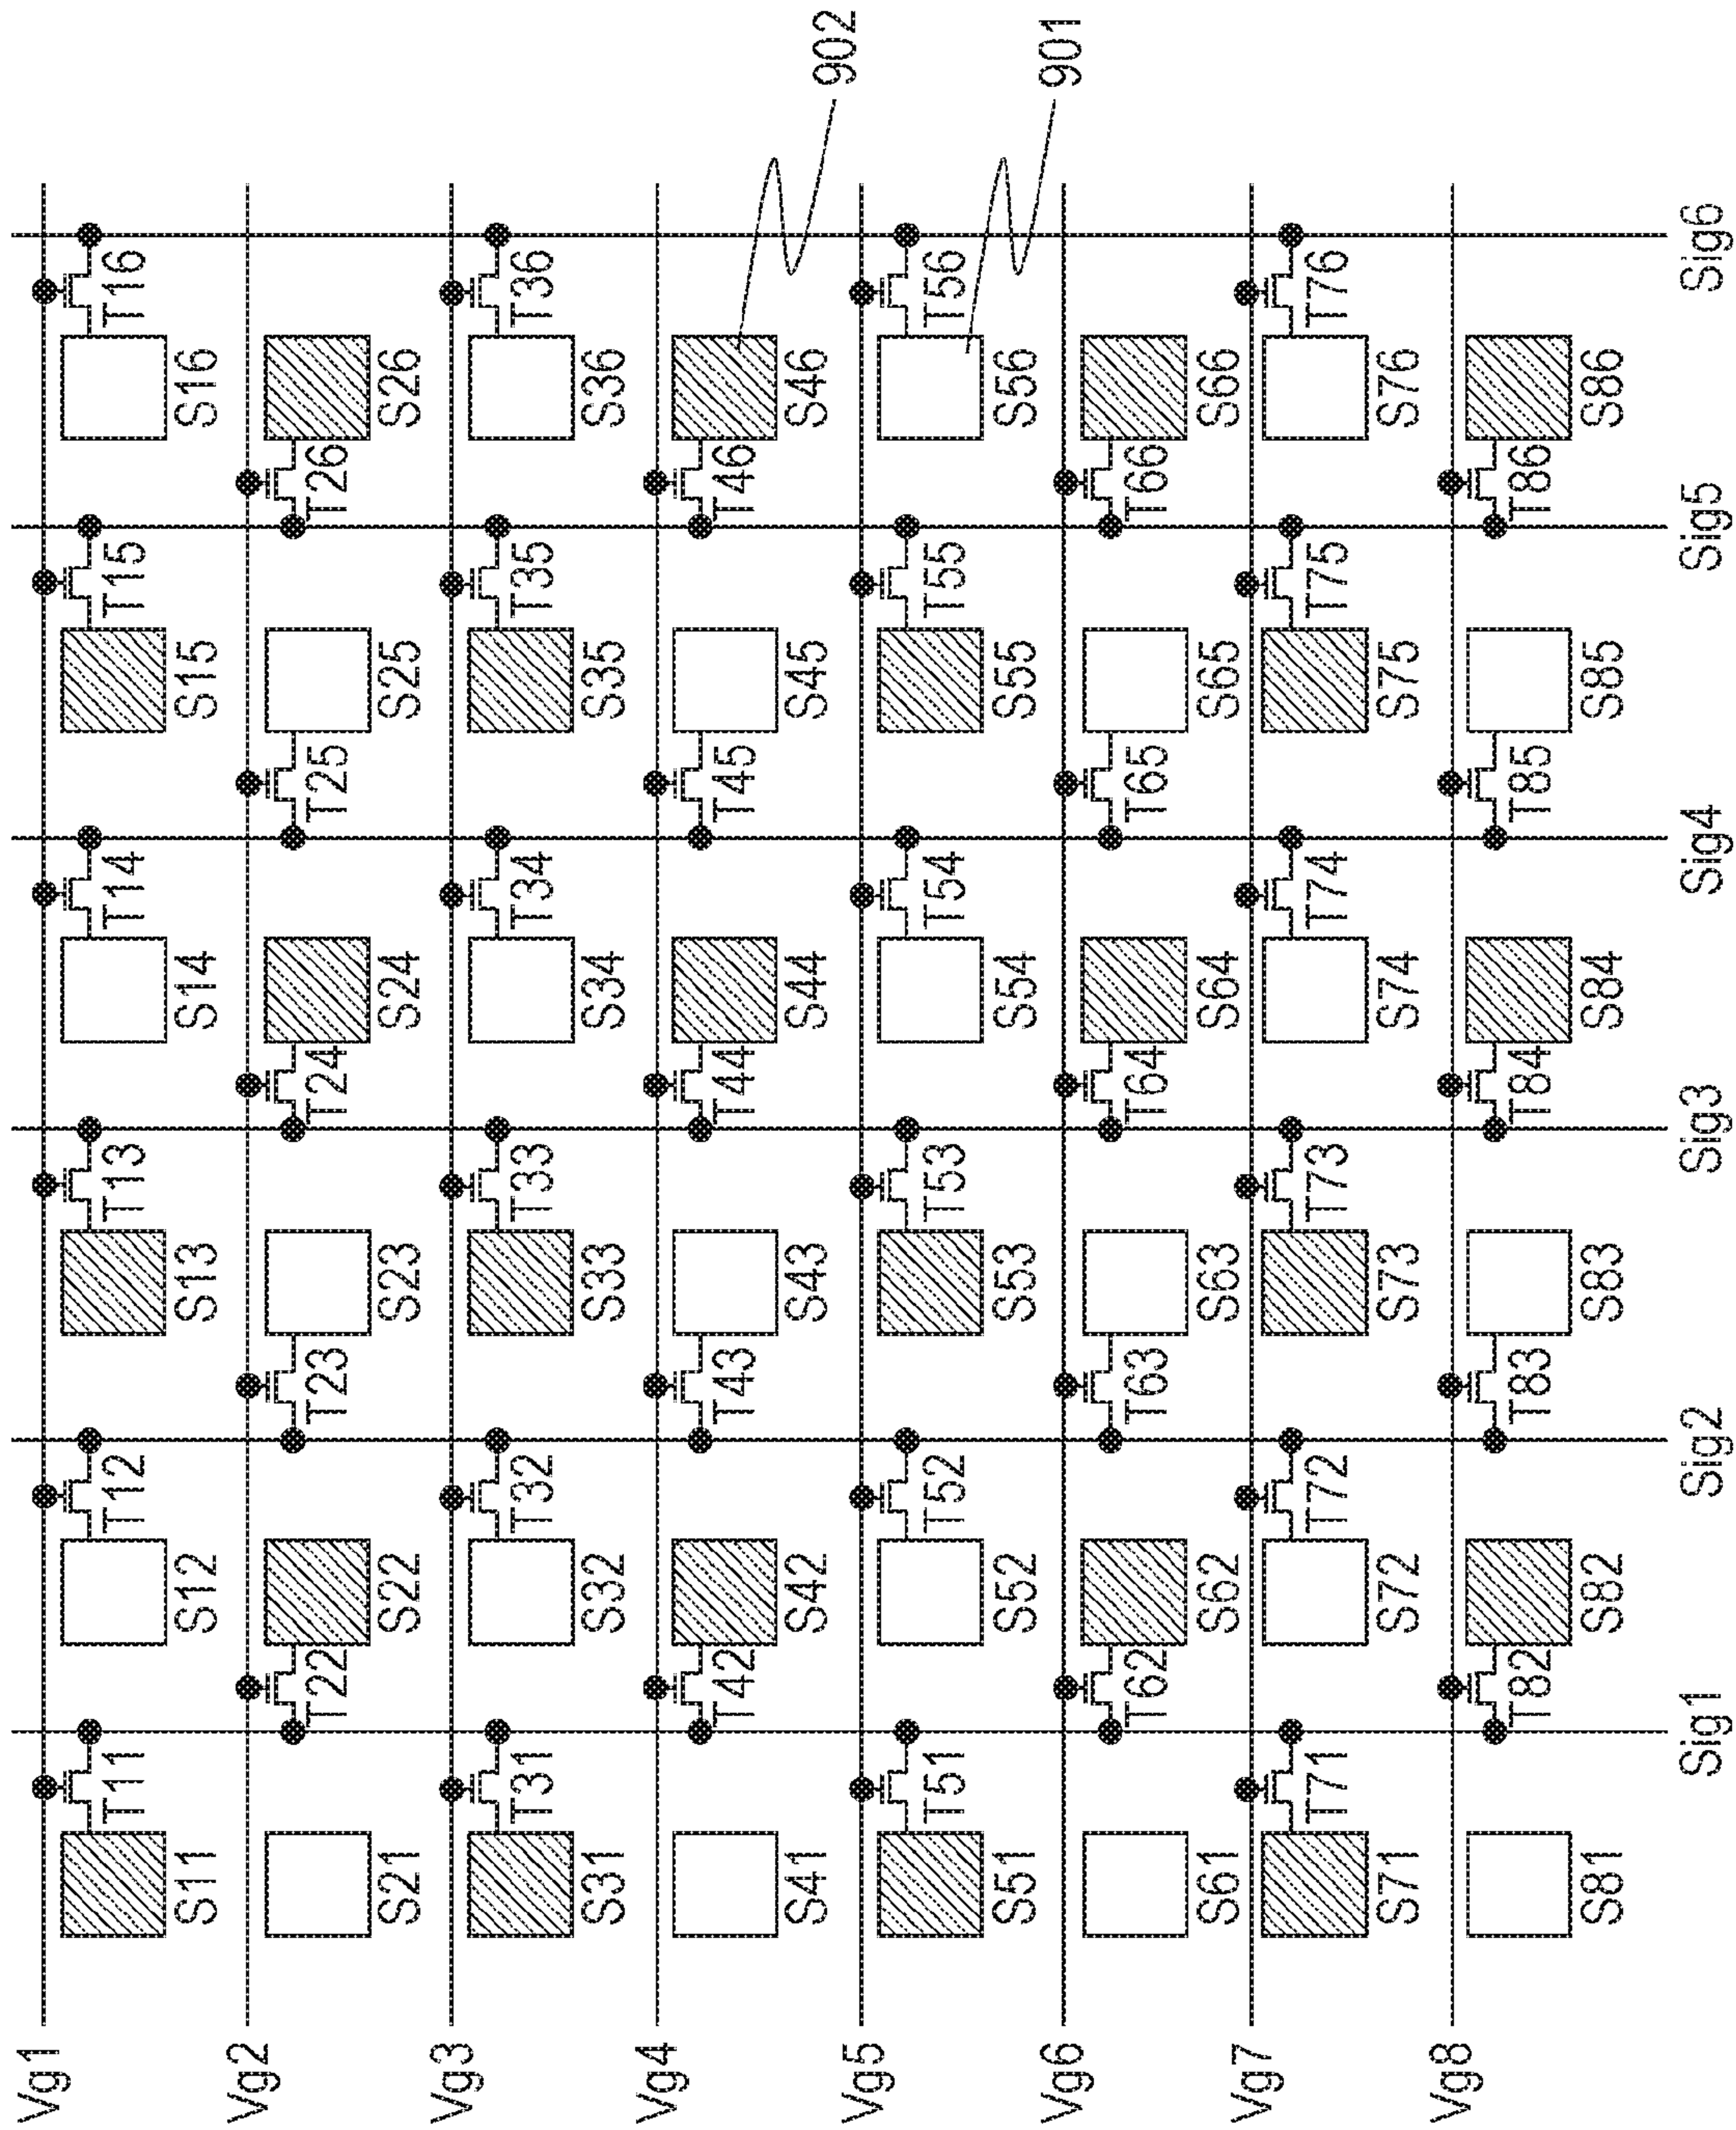 Vg1
T11 T12 T13 T14 T15 T16
S11 S12 S13 S14 S15 S16
Vg2
T22 T23 T24 T25 T26
S21 S22 S23 S24 S25 S26
Vg3
T31 T32 T33 T34 T35 T36
S31 S32 S33 S34 S35 S36
Vg4
T42 T43 T44 T45 T46
S41 S42 S43 S44 S45 S46
902
Vg5
T51 T52 T53 T54 T55 T56
S51 S52 S53 S54 S55 S56
901
Vg6
T62 T63 T64 T65 T66
S61 S62 S63 S64 S65 S66
Vg7
T71 T72 T73 T74 T75 T76
S71 S72 S73 S74 S75 S76
Vg8
T82 T83 T84 T85 T86
S81 S82 S83 S84 S85 S86
Sig1 Sig2 Sig3 Sig4 Sig5 Sig6